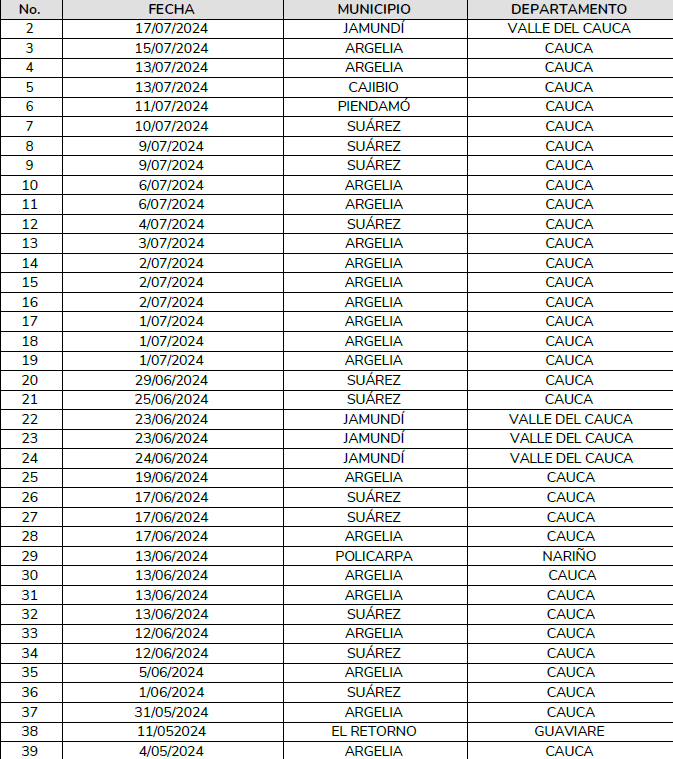 No. FECHA MUNICIPIO DEPARTAMENTO
2 17/07/2024 JAMUNDÍ VALLE DEL CAUCA
3 15/07/2024 ARGELIA CAUCA
4 13/07/2024 ARGELIA CAUCA
5 13/07/2024 CAJIBIO CAUCA
6 11/07/2024 PIENDAMÓ CAUCA
7 10/07/2024 SUÁREZ CAUCA
8 9/07/2024 SUÁREZ CAUCA
9 9/07/2024 SUÁREZ CAUCA
10 6/07/2024 ARGELIA CAUCA
11 6/07/2024 ARGELIA CAUCA
12 4/07/2024 SUÁREZ CAUCA
13 3/07/2024 ARGELIA CAUCA
14 2/07/2024 ARGELIA CAUCA
15 2/07/2024 ARGELIA CAUCA
16 2/07/2024 ARGELIA CAUCA
17 1/07/2024 ARGELIA CAUCA
18 1/07/2024 ARGELIA CAUCA
19 1/07/2024 ARGELIA CAUCA
20 29/06/2024 SUÁREZ CAUCA
21 25/06/2024 SUÁREZ CAUCA
22 23/06/2024 JAMUNDÍ VALLE DEL CAUCA
23 23/06/2024 JAMUNDÍ VALLE DEL CAUCA
24 24/06/2024 JAMUNDÍ VALLE DEL CAUCA
25 19/06/2024 ARGELIA CAUCA
26 17/06/2024 SUÁREZ CAUCA
27 17/06/2024 SUÁREZ CAUCA
28 17/06/2024 ARGELIA CAUCA
29 13/06/2024 POLICARPA NARIÑO
30 13/06/2024 ARGELIA CAUCA
31 13/06/2024 ARGELIA CAUCA
32 13/06/2024 SUÁREZ CAUCA
33 12/06/2024 ARGELIA CAUCA
34 12/06/2024 SUÁREZ CAUCA
35 5/06/2024 ARGELIA CAUCA
36 1/06/2024 SUÁREZ CAUCA
37 31/05/2024 ARGELIA CAUCA
38 11/052024 EL RETORNO GUAVIARE
39 4/05/2024 ARGELIA CAUCA